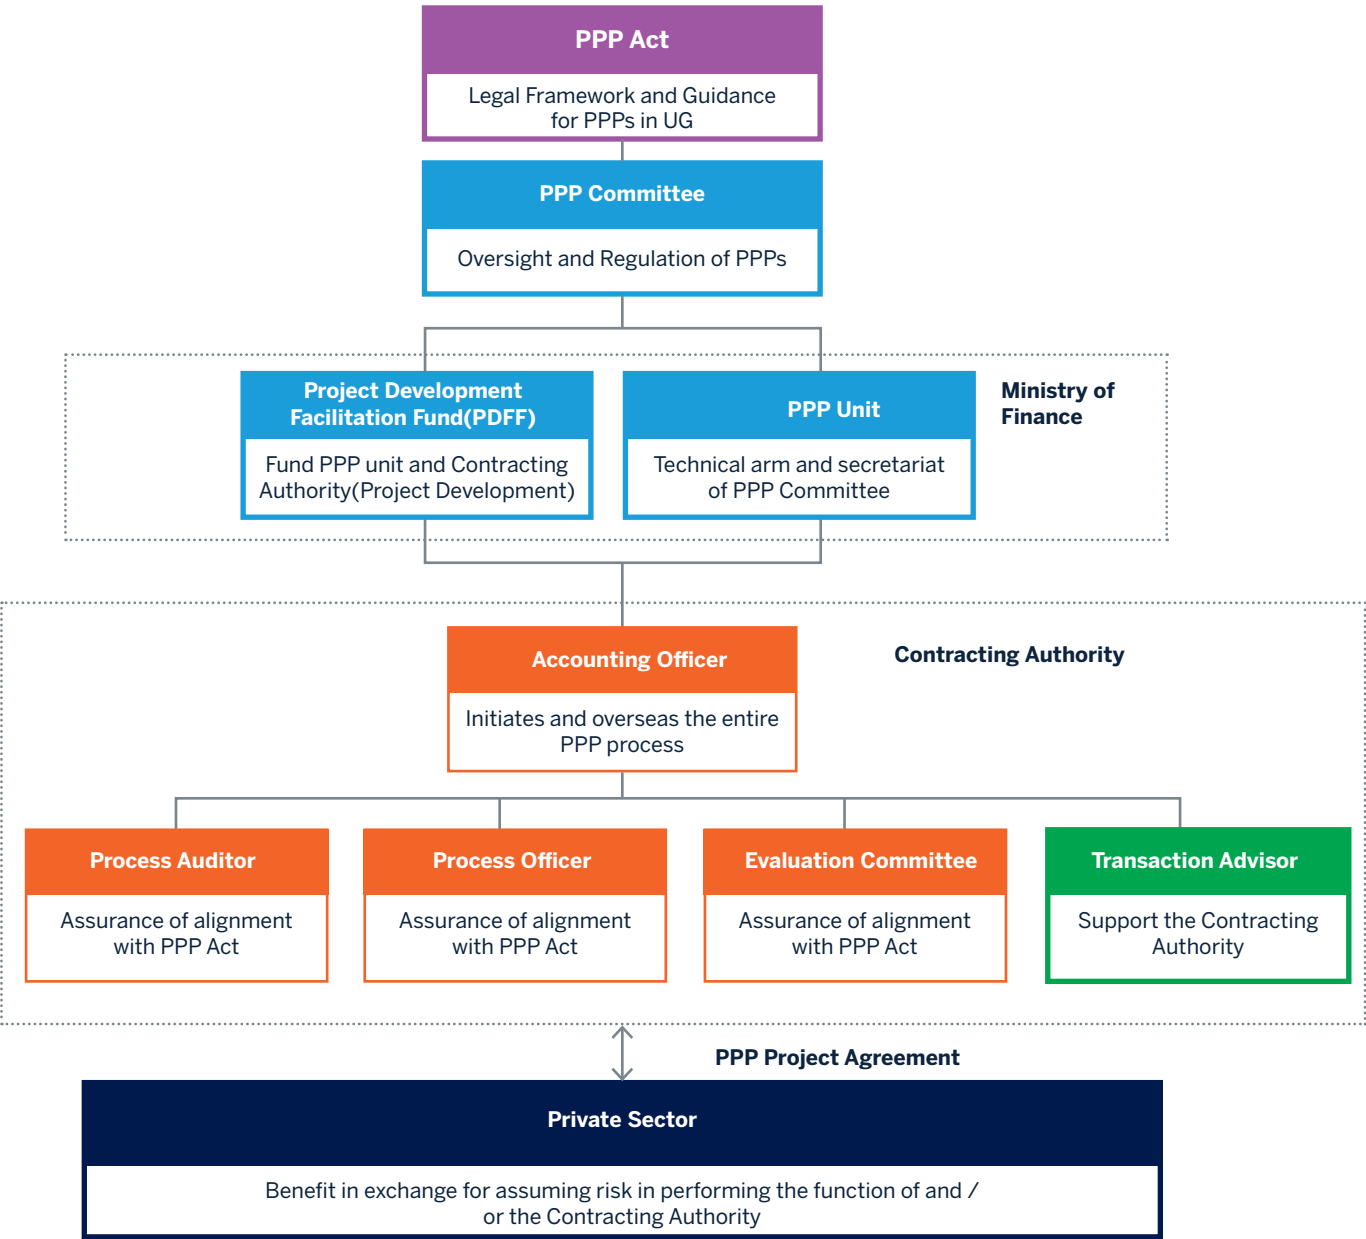 PPP Act
Legal Framework and Guidance
for PPPs in UG
PPP Committee
Oversight and Regulation of PPPs
Project Development
Facilitation Fund(PDFF)
Fund PPP unit and Contracting
Authority(Project Development)
PPP Unit
Technical arm and secretariat
of PPP Committee
Ministry of
Finance
Accounting Officer
Initiates and overseas the entire
PPP process
Contracting Authority
Process Auditor
Assurance of alignment
with PPP Act
Process Officer
Assurance of alignment
with PPP Act
Evaluation Committee
Assurance of alignment
with PPP Act
Transaction Advisor
Support the Contracting
Authority
PPP Project Agreement
Private Sector
Benefit in exchange for assuming risk in performing the function of and /
or the Contracting Authority